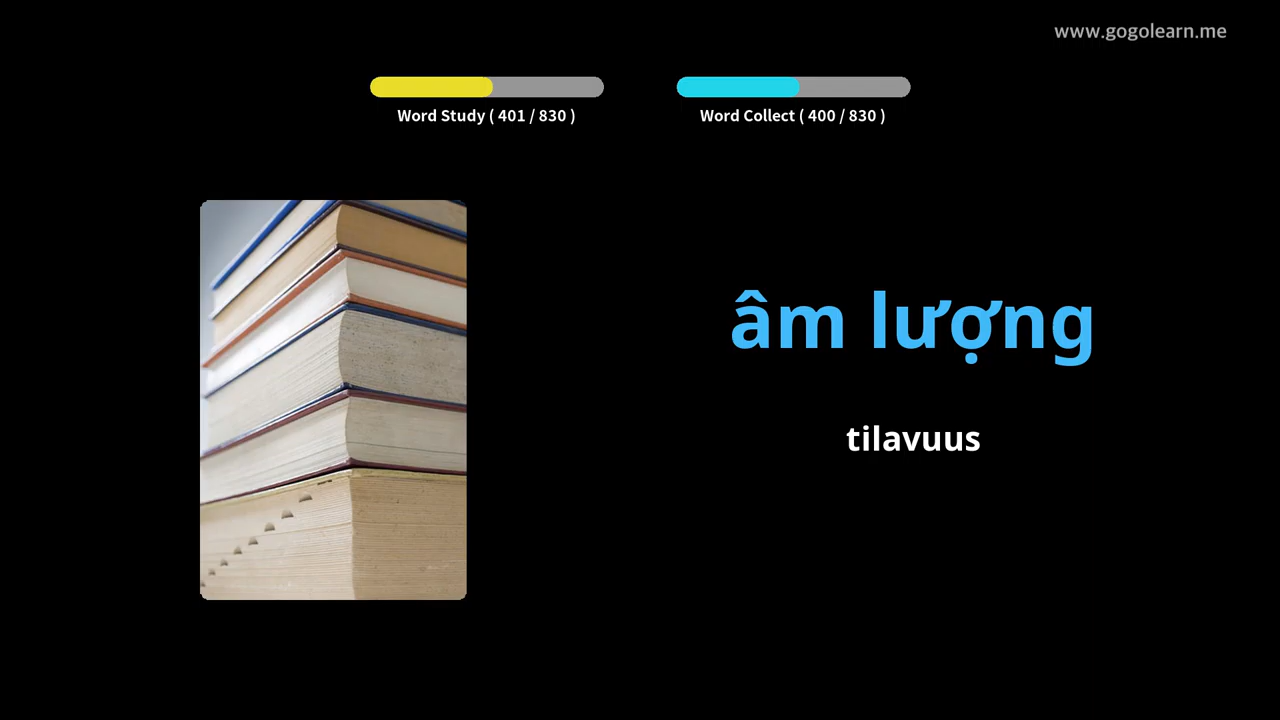 www.gogolearn.me
Word Study ( 401 / 830 )
Word Collect ( 400 / 830 )
âm lượng
tilavuus